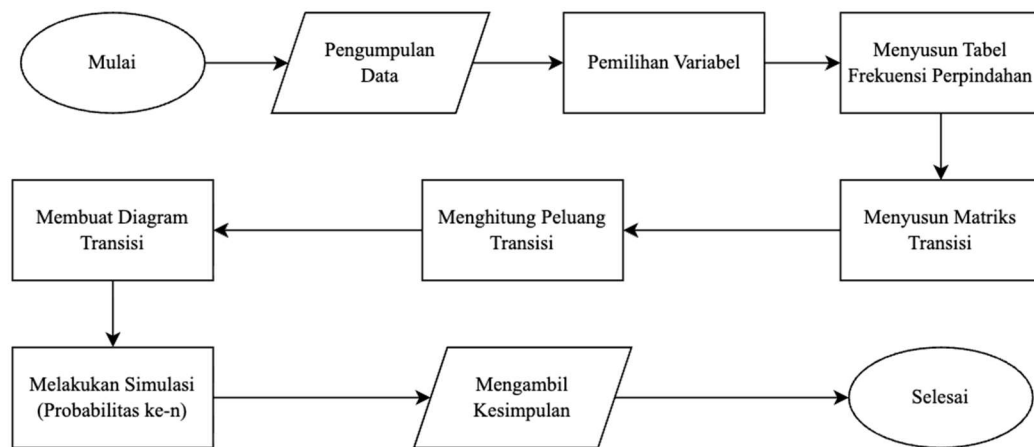 Mulai
Pengumpulan
Data
Pemilihan Variabel
Menyusun Tabel
Frekuensi Perpindahan
Menyusun Matriks
Transisi
Menghitung Peluang
Transisi
Membuat Diagram
Transisi
Melakukan Simulasi
(Probabilitas ke-n)
Mengambil
Kesimpulan
Selesai